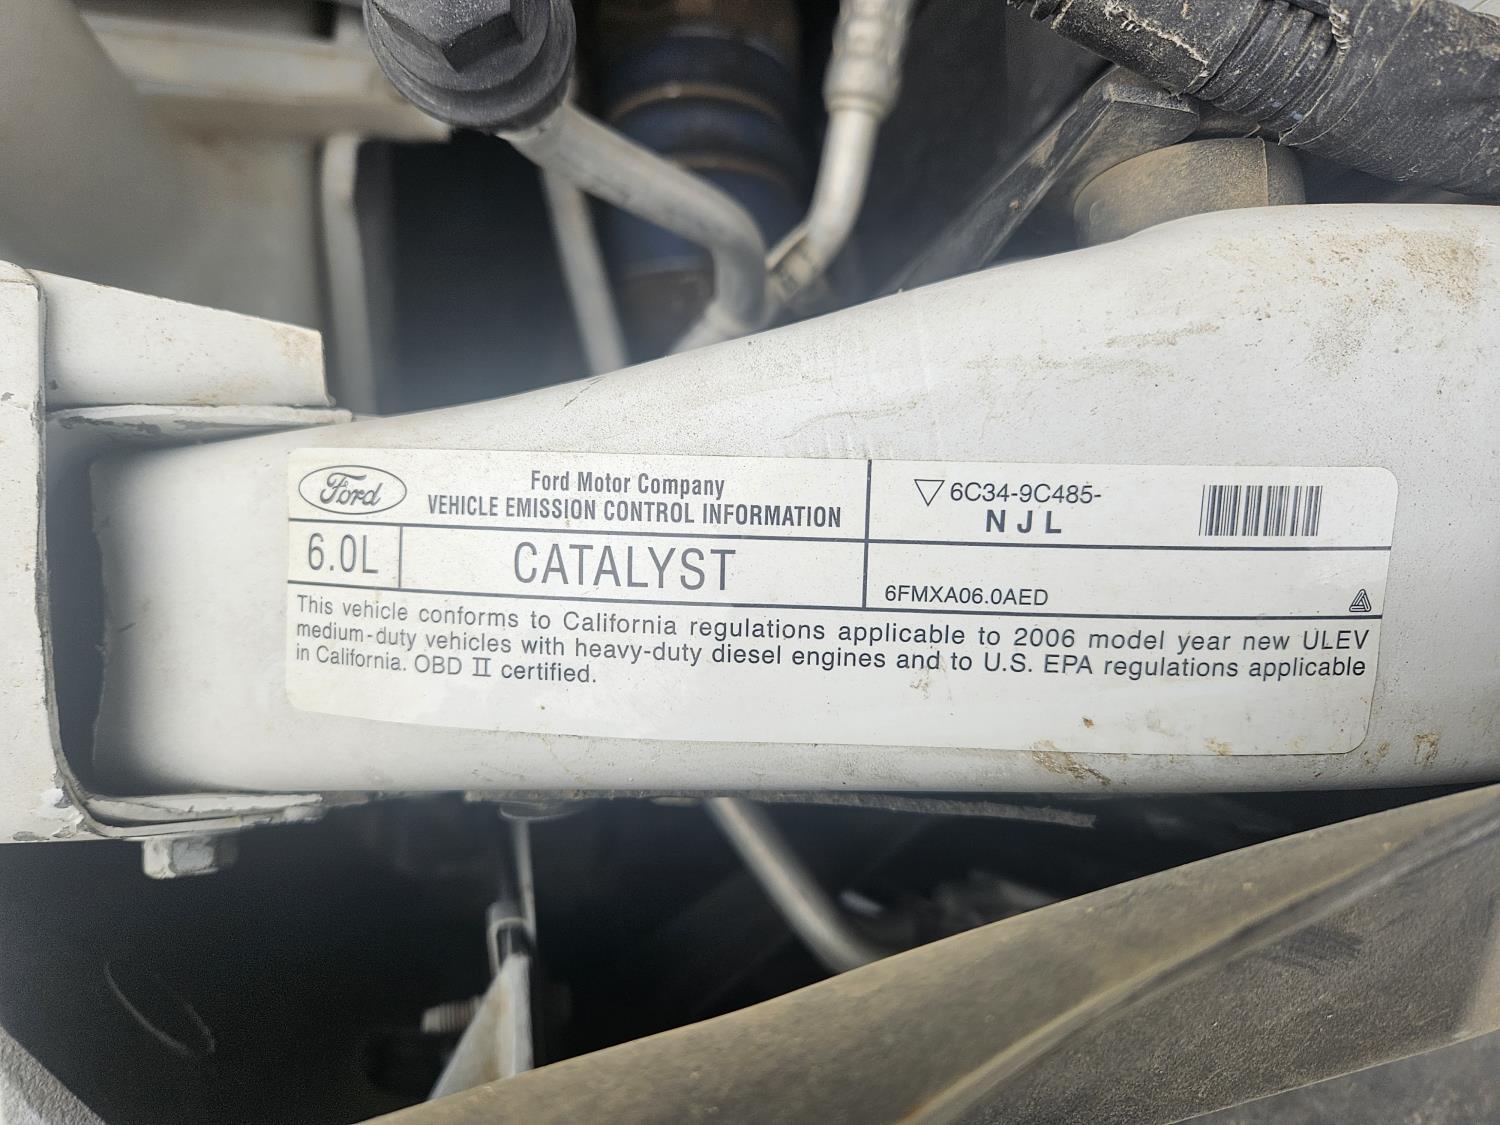 Ford
Ford Motor Company
VEHICLE EMISSION CONTROL INFORMATION
6C34-9C485-
NJL
6.0L
CATALYST
6FMXA06.0AED
This vehicle conforms to California regulations applicable to 2006 model year new ULEV
medium-duty vehicles with heavy-duty diesel engines and to U.S. EPA regulations applicable
in California. OBD II certified.